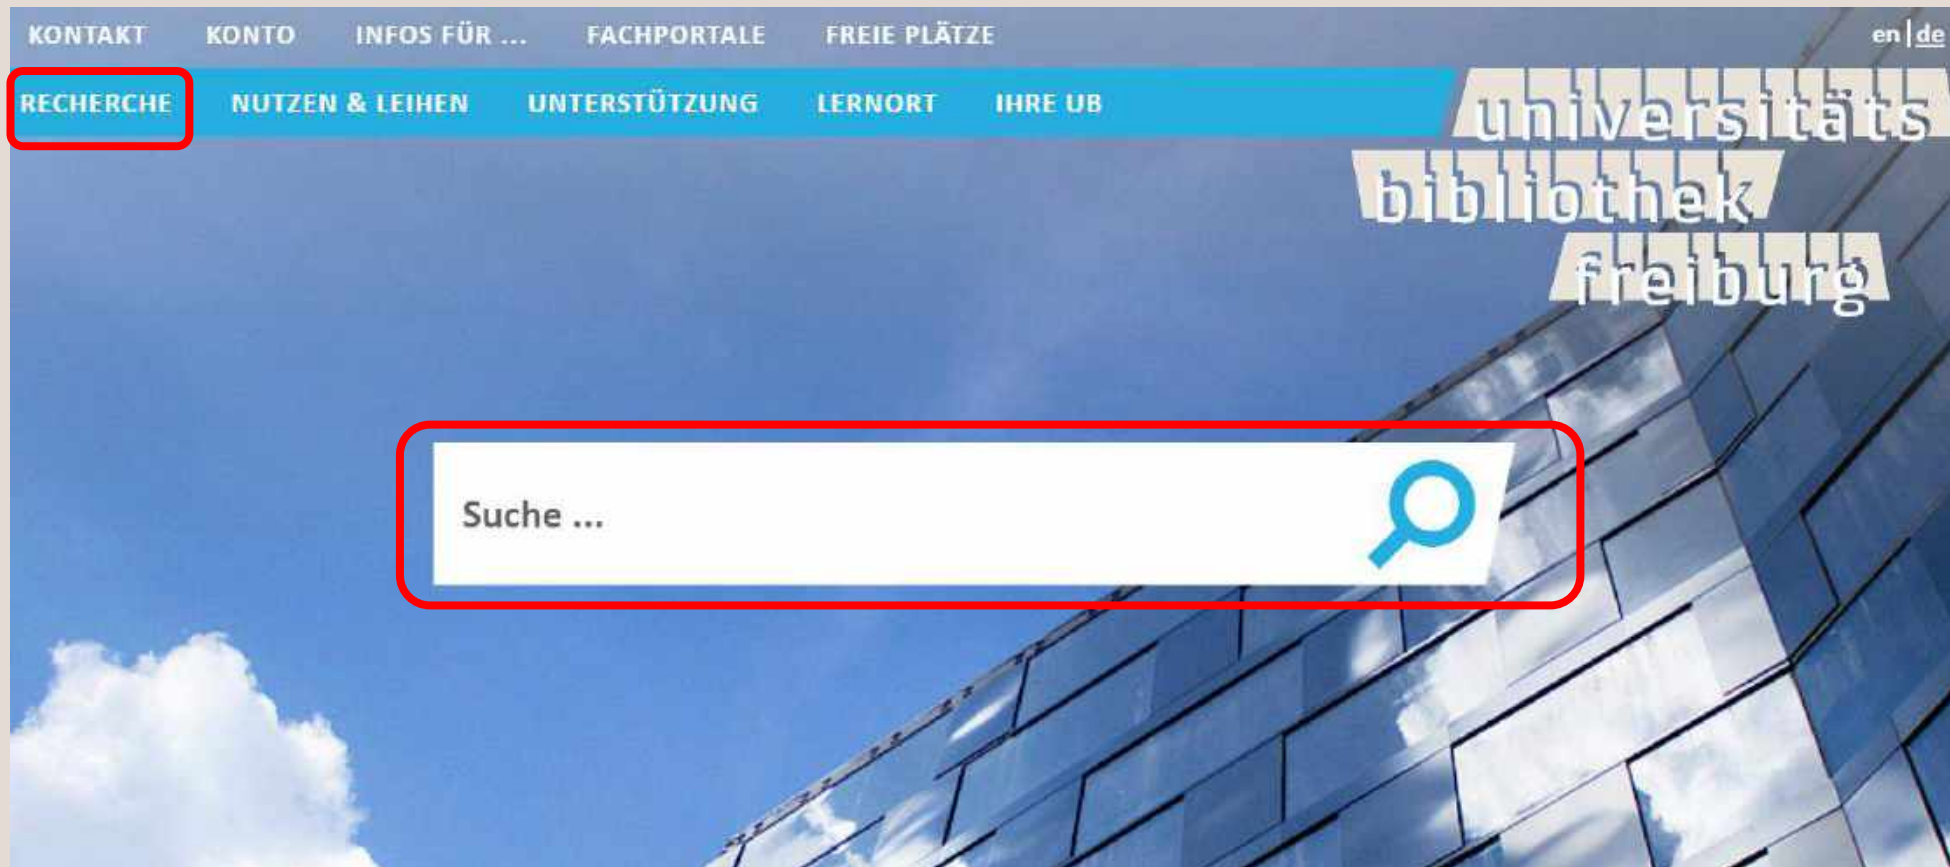 KONTAKT KONTO INFOS FÜR ... FACHPORTALE FREIE PLÄTZE en | de
RECHERCHE NUTZEN & LEIHEN UNTERSTÜTZUNG LERNORT IHRE UB
universitäts
bibliothek
freiburg
Suche ...